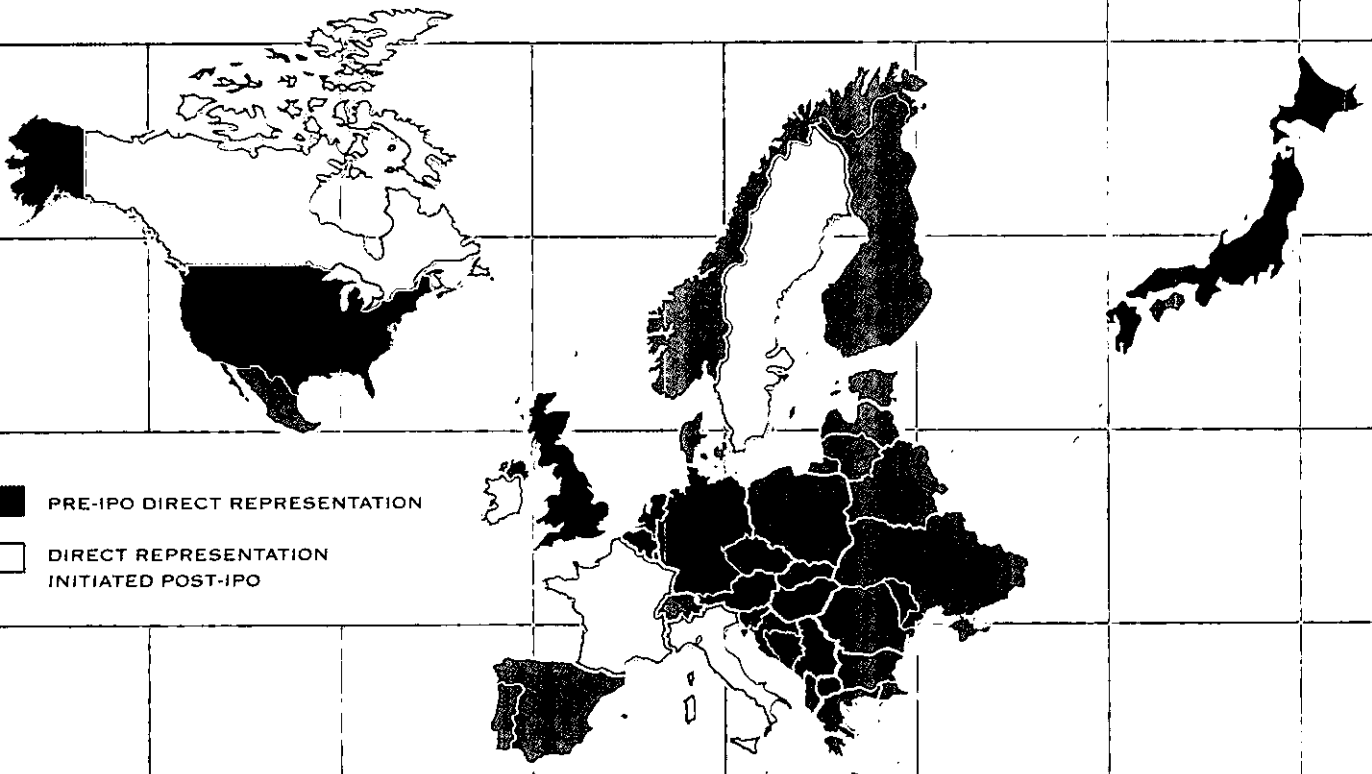 PRE-IPO DIRECT REPRESENTATION
DIRECT REPRESENTATION
INITIATED POST-IPO